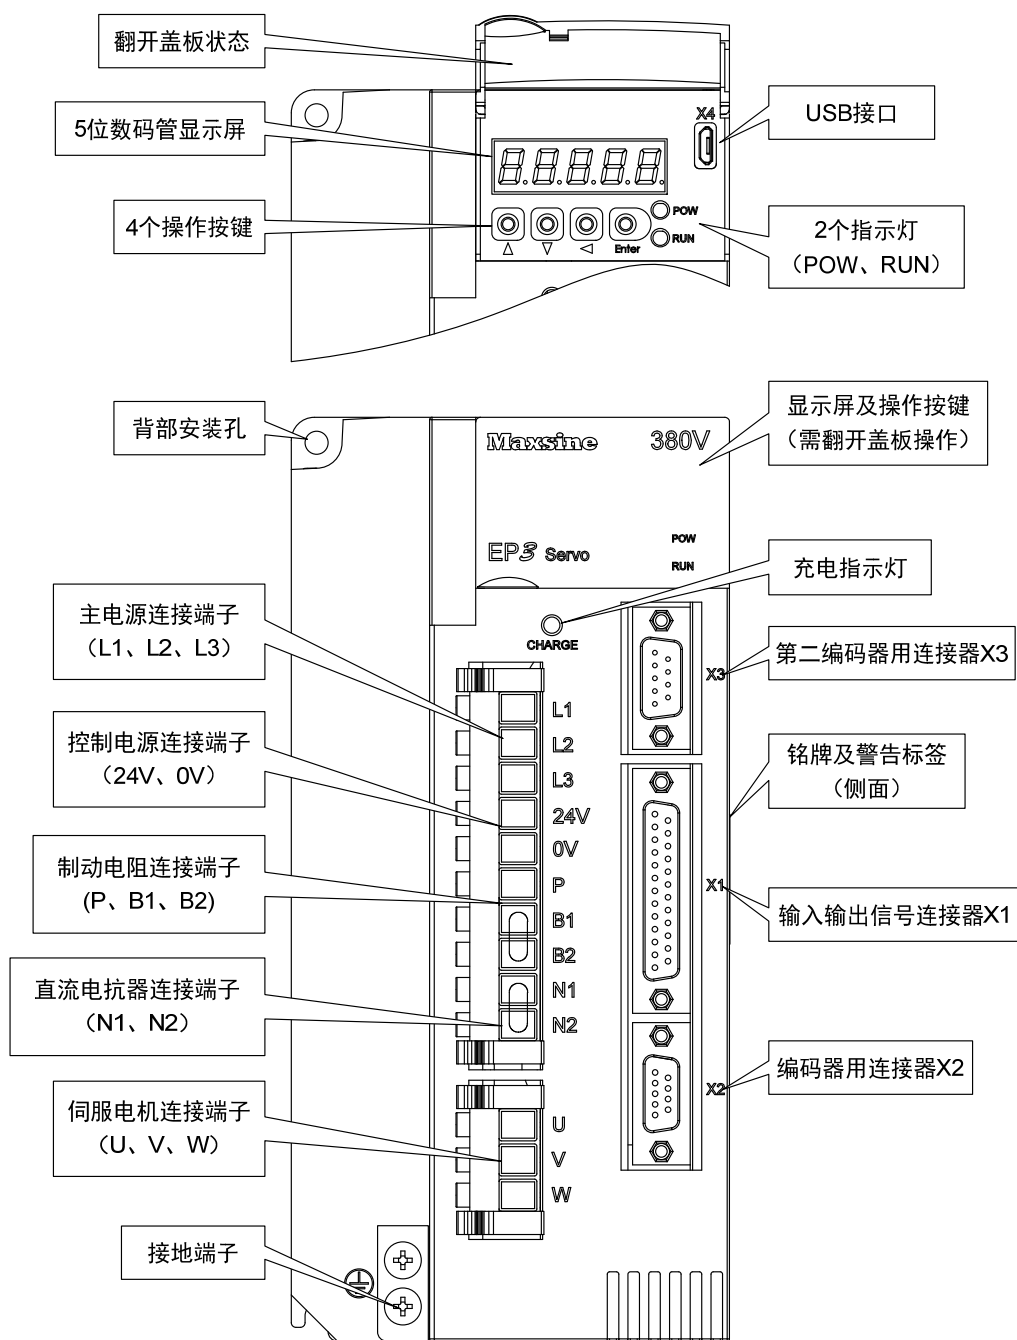 翻开盖板状态
5位数码管显示屏
4个操作按键
X4
USB接口
8.8.8.8.8.
POW
RUN
Enter
2个指示灯
（POW、RUN）
背部安装孔
Maxsine 380V
显示屏及操作按键
（需翻开盖板操作）
EP3 Servo
POW
RUN
充电指示灯
CHARGE
主电源连接端子
（L1、L2、L3）
第二编码器用连接器X3
X3
控制电源连接端子
（24V、0V）
铭牌及警告标签
（侧面）
制动电阻连接端子
(P、B1、B2)
X1
输入输出信号连接器X1
直流电抗器连接端子
（N1、N2）
L1
L2
L3
24V
0V
P
B1
B2
N1
N2
X2
编码器用连接器X2
伺服电机连接端子
（U、V、W）
U
V
W
接地端子